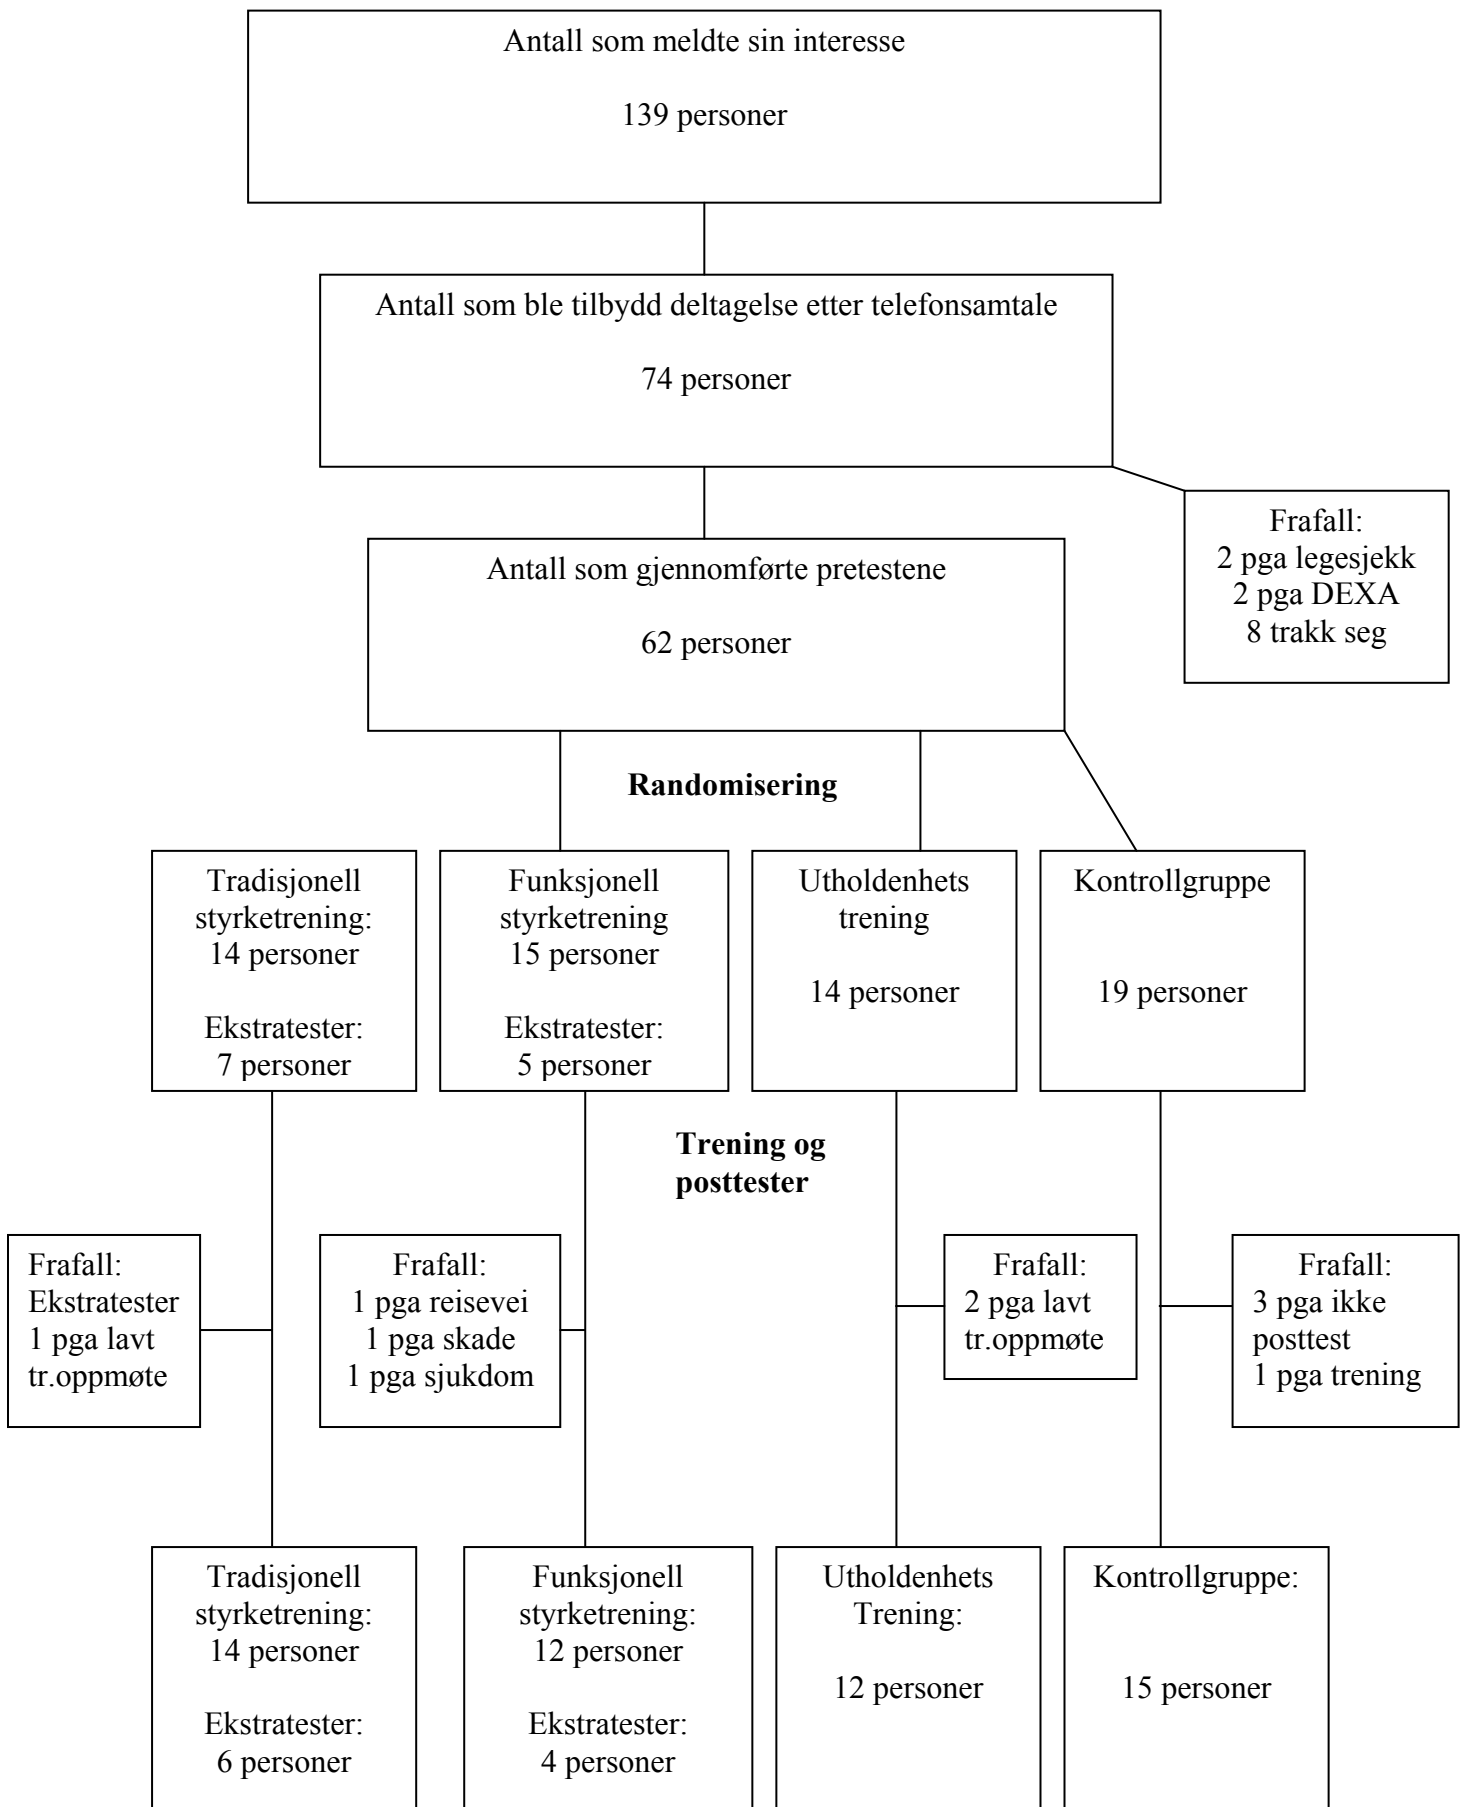 Antall som meldte sin interesse
139 personer
Antall som ble tilbydd deltagelse etter telefonsamtale
74 personer
Frafall:
2 pga legesjekk
2 pga DEXA
8 trakk seg
Antall som gjennomførte pretestene
62 personer
Randomisering
Tradisjonell
styrketrening:
14 personer
Ekstratester:
7 personer
Funksjonell
styrketrening
15 personer
Ekstratester:
5 personer
Utholdenhets
trening
14 personer
Kontrollgruppe
19 personer
Trening og
posttester
Frafall:
Ekstratester
1 pga lavt
tr.oppmøte
Frafall:
1 pga reisevei
1 pga skade
1 pga sjukdom
Frafall:
2 pga lavt
tr.oppmøte
Frafall:
3 pga ikke
posttest
1 pga trening
Tradisjonell
styrketrening:
14 personer
Ekstratester:
6 personer
Funksjonell
styrketrening:
12 personer
Ekstratester:
4 personer
Utholdenhets
Trening:
12 personer
Kontrollgruppe:
15 personer